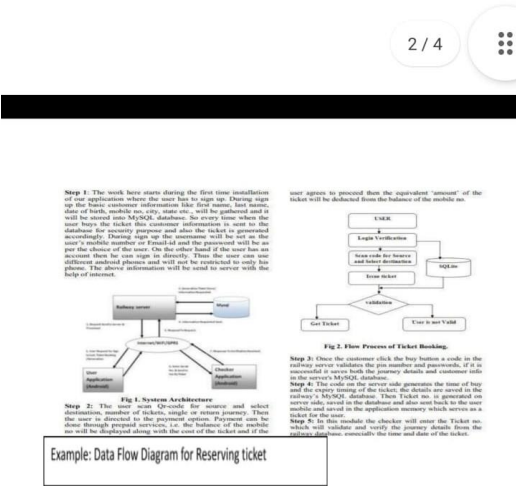 2 / 4
Step 1: The work here starts during the first time installation
of our application where the user has to sign up. During sign
up the basic customer information like first name, last name,
date of birth, mobile no, city, state etc., will be gathered and it
will be stored into MySQL database. So every time when the
user buys the ticket this customer information is sent to the
database for security purpose and also the ticket is generated
accordingly. During sign up the username will be set as the
user's mobile number or Email-id and the password will be as
per the choice of the user. On the other hand if the user has an
account then he can sign in directly. Thus the user can use
different android phones and will not be restricted to only his
phone. The above information will be send to server with the
help of internet.
Railway server
Internet/WiFi/GPRS
User
Application
(Android)
Checker
Application
(Android)
Fig 1. System Architecture
Step 2: The user scan Qr-code for source and select
destination, number of tickets, single or return journey. Then
the user is directed to the payment option. Payment can be
done through prepaid services, i.e. the balance of the mobile
no will be displayed along with the cost of the ticket and if the
user agrees to proceed then the equivalent 'amount' of the
ticket will be deducted from the balance of the mobile no.
USER
Login Verification
Scan code for Source
and Select destination
SQLite
Issue ticket
validation
Get Ticket
User is not Valid
Fig 2. Flow Process of Ticket Booking.
Step 3: Once the customer click the buy button a code in the
railway server validates the pin number and passwords, if it is
successful it saves both the journey details and customer info
in the server's MySQL database.
Step 4: The code on the server side generates the time of buy
and the expiry timing of the ticket; the details are saved in the
railway's MySQL database. Then Ticket no. is generated on
server side, saved in the database and also sent back to the user
mobile and saved in the application memory which serves as a
ticket for the user.
Step 5: In this module the checker will enter the Ticket no.
which will validate and verify the journey details from the
railway database, especially the time and date of the ticket.
Example: Data Flow Diagram for Reserving ticket